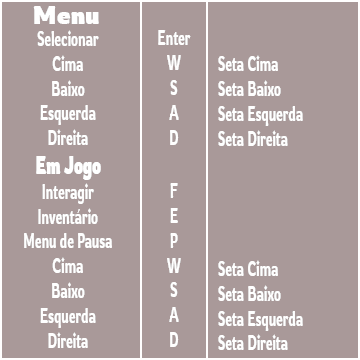 Menu
Selecionar Enter
Cima W Seta Cima
Baixo S Seta Baixo
Esquerda A Seta Esquerda
Direita D Seta Direita
Em Jogo
Interagir F
Inventário E
Menu de Pausa P
Cima W Seta Cima
Baixo S Seta Baixo
Esquerda A Seta Esquerda
Direita D Seta Direita